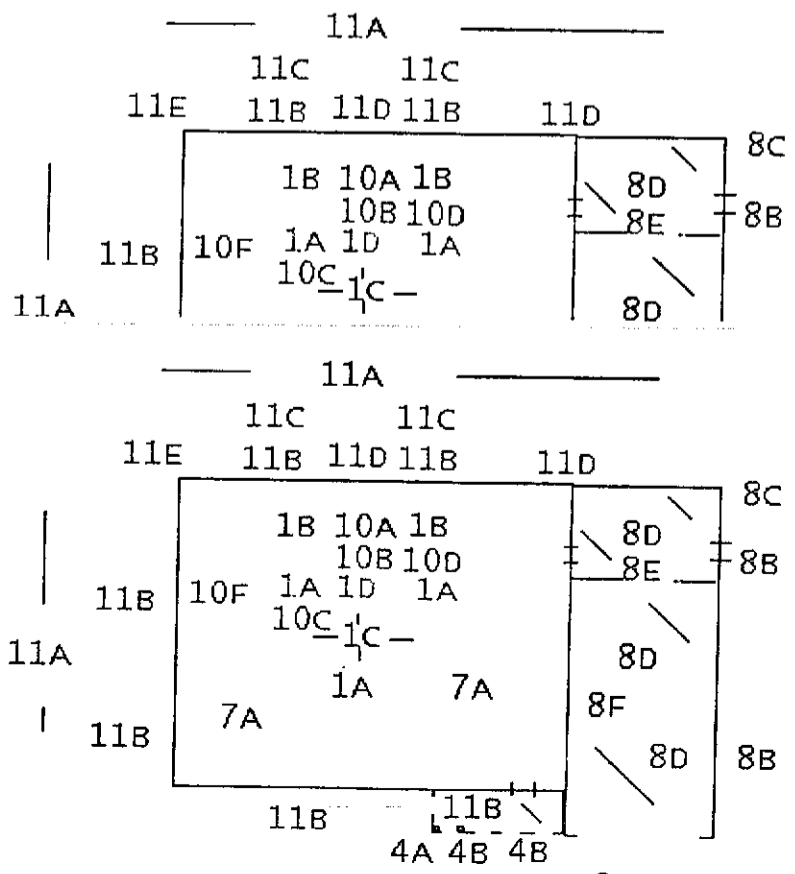 11A
11C 11C
11E 11B 11D 11B 11D
8C
1B 10A 1B 8D
10B 10D 8E 8B
11B 10F 1A 1D 1A
10C 1C
11A 8D
11A
11C 11C
11E 11B 11D 11B 11D
8C
1B 10A 1B 8D
10B 10D 8E 8B
11B 10F 1A 1D 1A
10C 1C
11A 8D
1A 7A
7A 8F
11B 8D 8B
11B 11B
4A 4B 4B